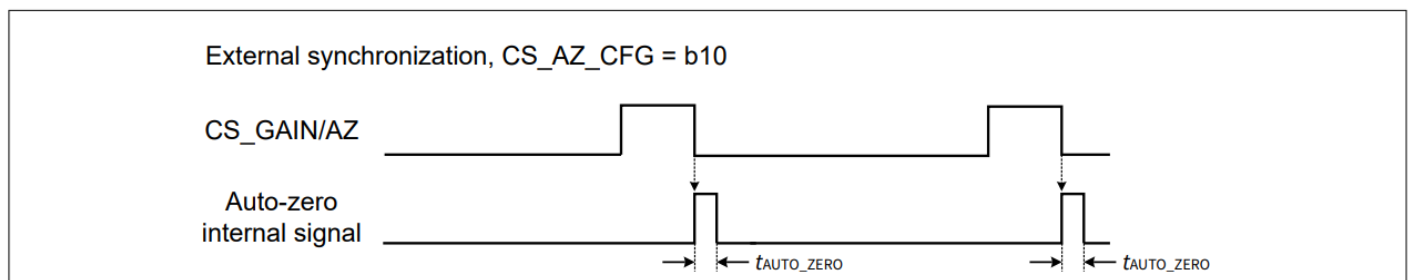 External synchronization, CS_AZ_CFG = b10
CS_GAIN/AZ
Auto-zero
internal signal
tAUTO_ZERO
tAUTO_ZERO